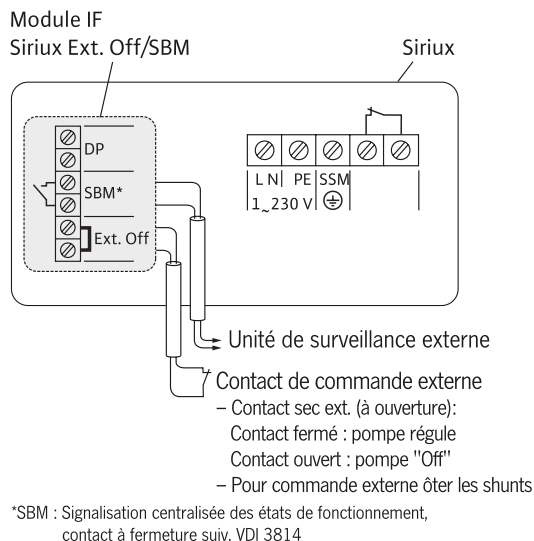 Module IF
Siriux Ext. Off/SBM
Siriux
DP
SBM*
Ext. Off
L N PE SSM
1~230 V
Unité de surveillance externe
Contact de commande externe
– Contact sec ext. (à ouverture):
Contact fermé : pompe régule
Contact ouvert : pompe "Off"
– Pour commande externe ôter les shunts
*SBM : Signalisation centralisée des états de fonctionnement,
contact à fermeture suiv. VDI 3814